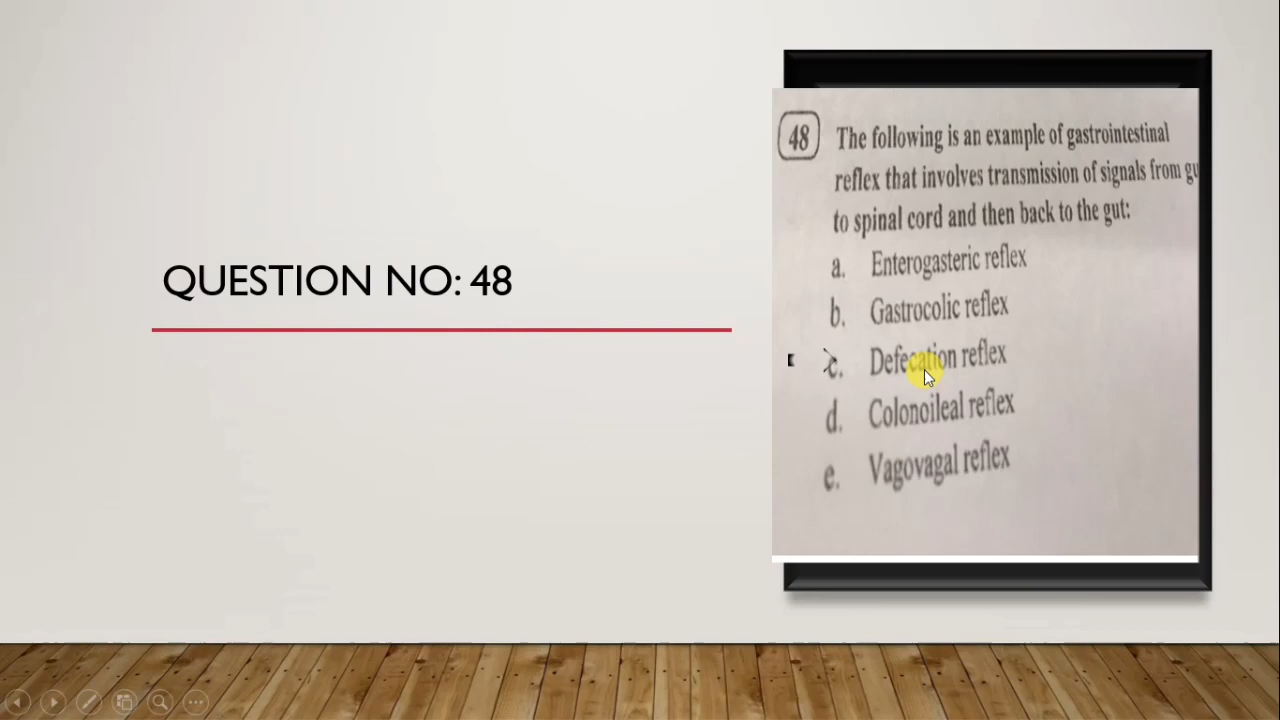 QUESTION NO: 48
48 The following is an example of gastrointestinal
reflex that involves transmission of signals from
to spinal cord and then back to the gut:
a. Enterogasteric reflex
b. Gastrocolic reflex
c. Defecation reflex
d. Colonoileal reflex
e. Vagovagal reflex